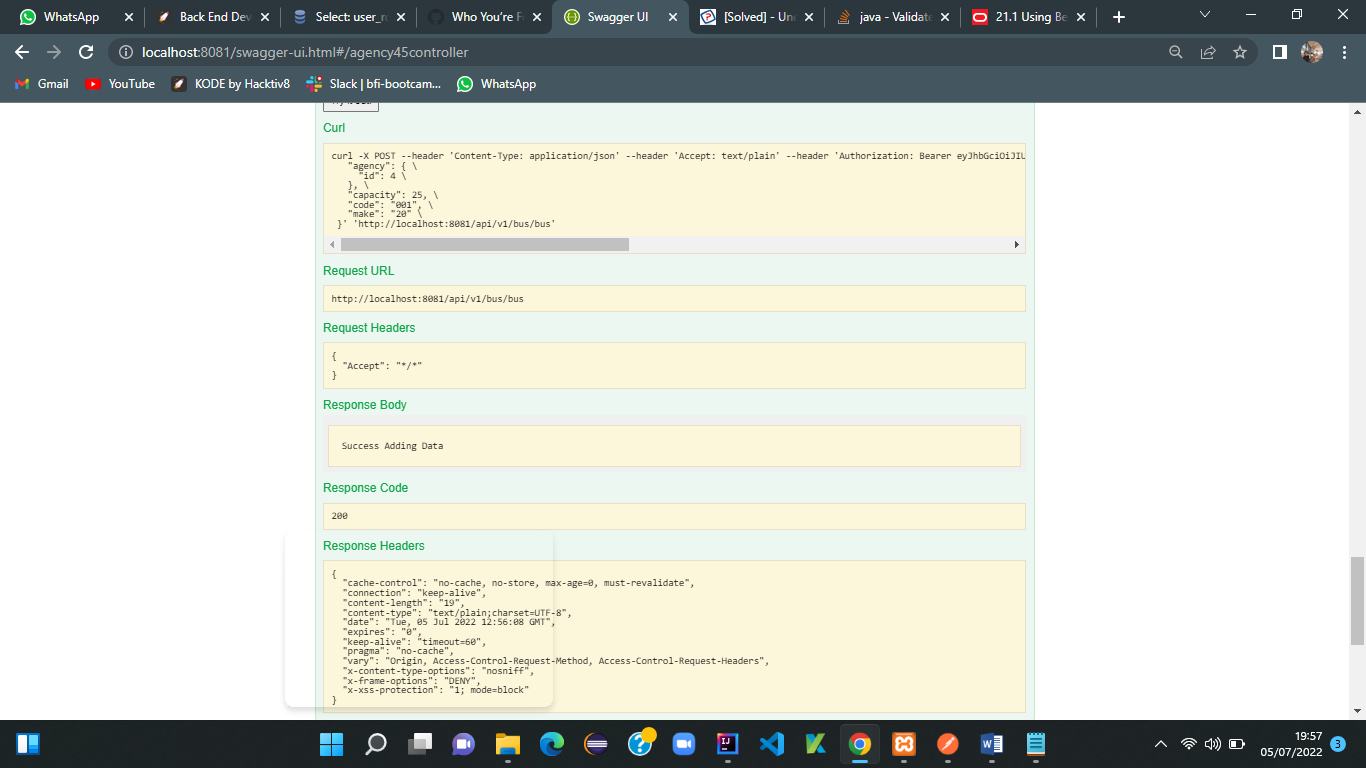 WhatsApp
Back End Dev
Select: user_ro
Who You're F
Swagger UI
[Solved] - Un
java - Validate
21.1 Using Be
localhost:8081/swagger-ui.html#/agency45controller
Gmail
YouTube
KODE by Hacktiv8
Slack | bfi-bootcam...
WhatsApp
Curl
curl -X POST --header 'Content-Type: application/json' --header 'Accept: text/plain' --header 'Authorization: Bearer eyJhbGciOiJIU
"agency": { \
"id": 4 \
}, \
"capacity": 25, \
"code": "001", \
"make": "20" \
}' 'http://localhost:8081/api/v1/bus/bus'
Request URL
http://localhost:8081/api/v1/bus/bus
Request Headers
{
"Accept": "*/*"
}
Response Body
Success Adding Data
Response Code
200
Response Headers
{
"cache-control": "no-cache, no-store, max-age=0, must-revalidate",
"connection": "keep-alive",
"content-length": "19",
"content-type": "text/plain;charset=UTF-8",
"date": "Tue, 05 Jul 2022 12:56:08 GMT",
"expires": "0",
"keep-alive": "timeout=60",
"pragma": "no-cache",
"vary": "Origin, Access-Control-Request-Method, Access-Control-Request-Headers",
"x-content-type-options": "nosniff",
"x-frame-options": "DENY",
"x-xss-protection": "1; mode=block"
}
19:57
05/07/2022
3